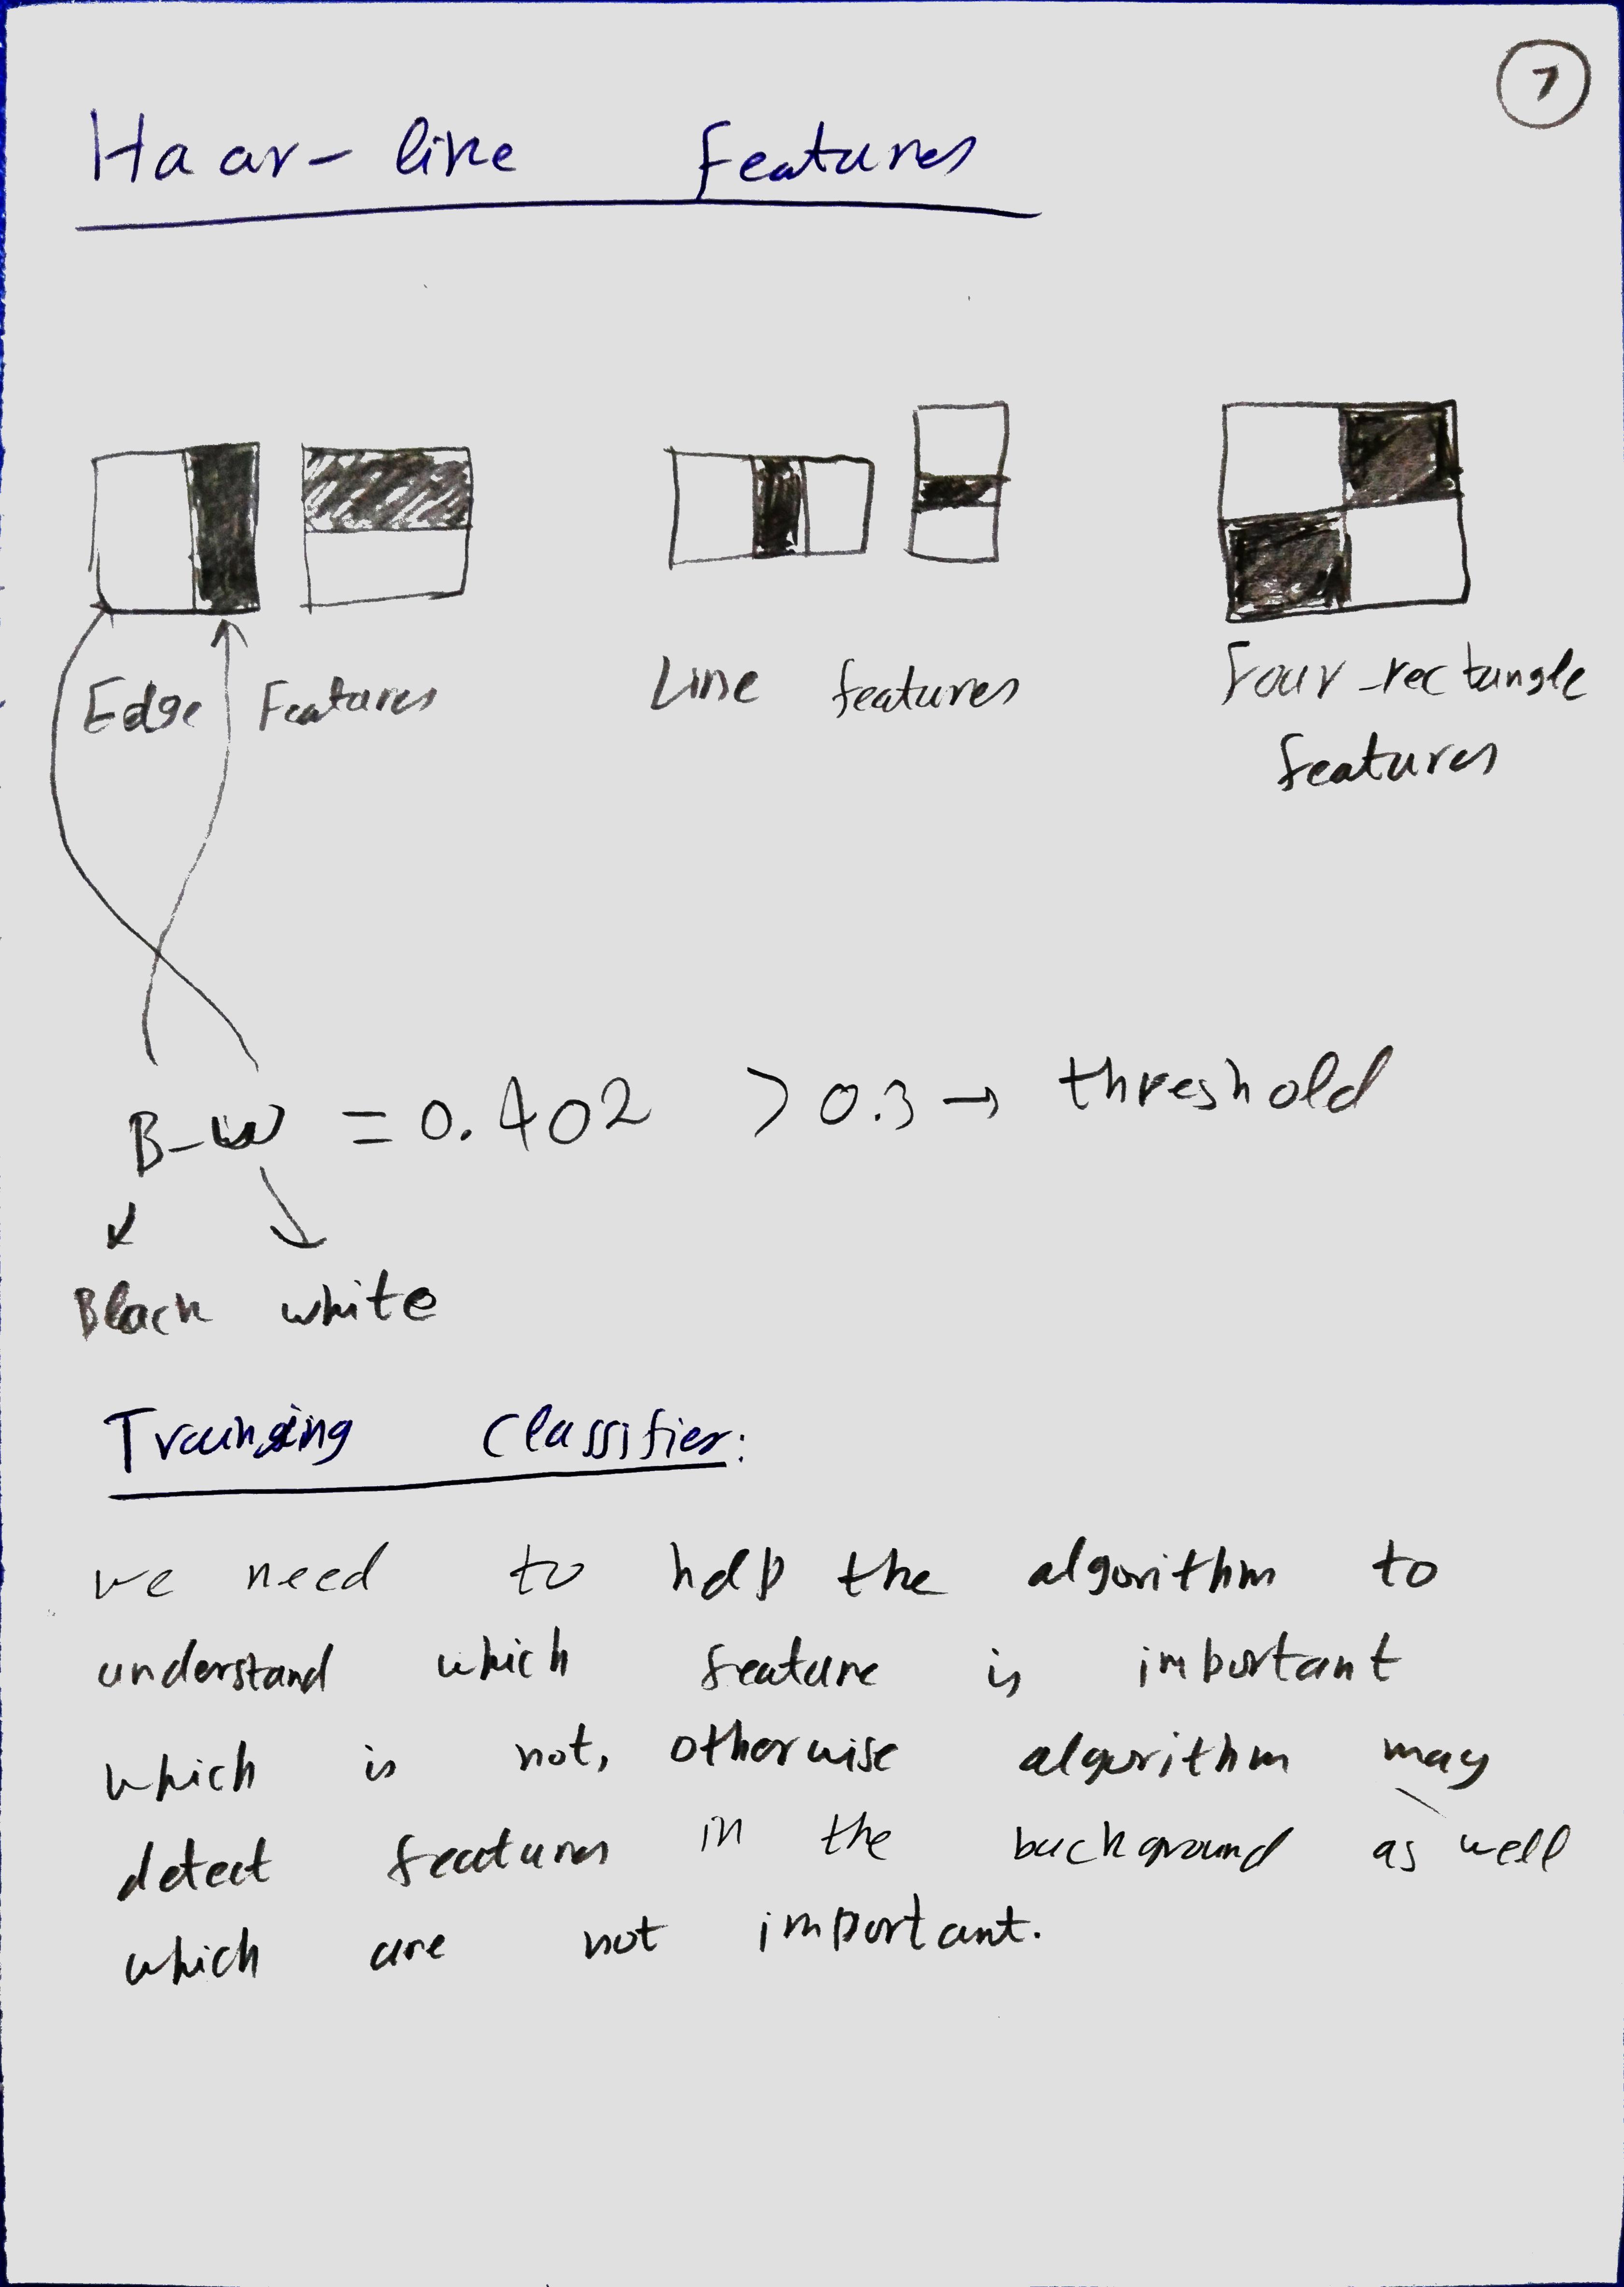 7
Haar-like features
Edge Features
Line features
Four-rectangle
features
B-W = 0.402 > 0.3 → threshold
Black white
Training Classifier:
we need to help the algorithm to
understand which feature is important
which is not, otherwise algorithm may
detect features in the background as well
which are not important.